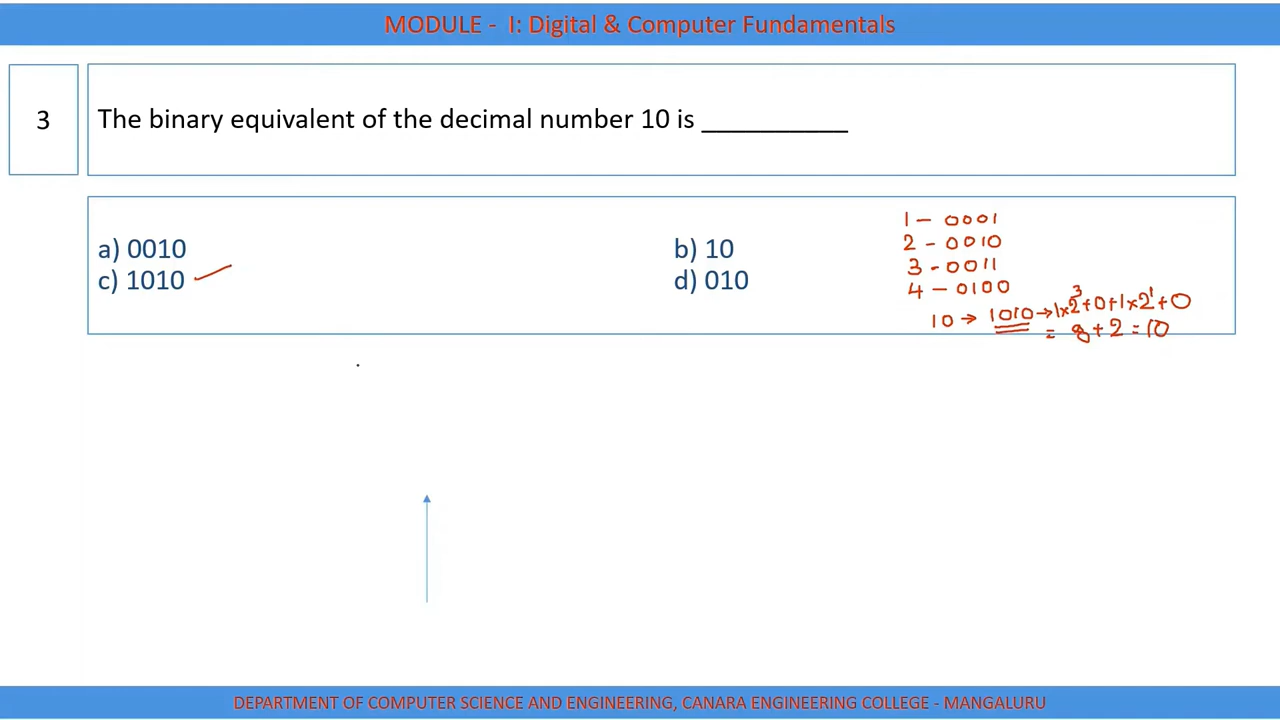 MODULE - I: Digital & Computer Fundamentals
3
The binary equivalent of the decimal number 10 is ___________
a) 0010
b) 10
c) 1010
d) 010
1 - 0001
2 - 0010
3 - 0011
4 - 0100
10 → 1010 → 1×2³+0+1×2¹+0
= 8+2=10
DEPARTMENT OF COMPUTER SCIENCE AND ENGINEERING, CANARA ENGINEERING COLLEGE - MANGALURU